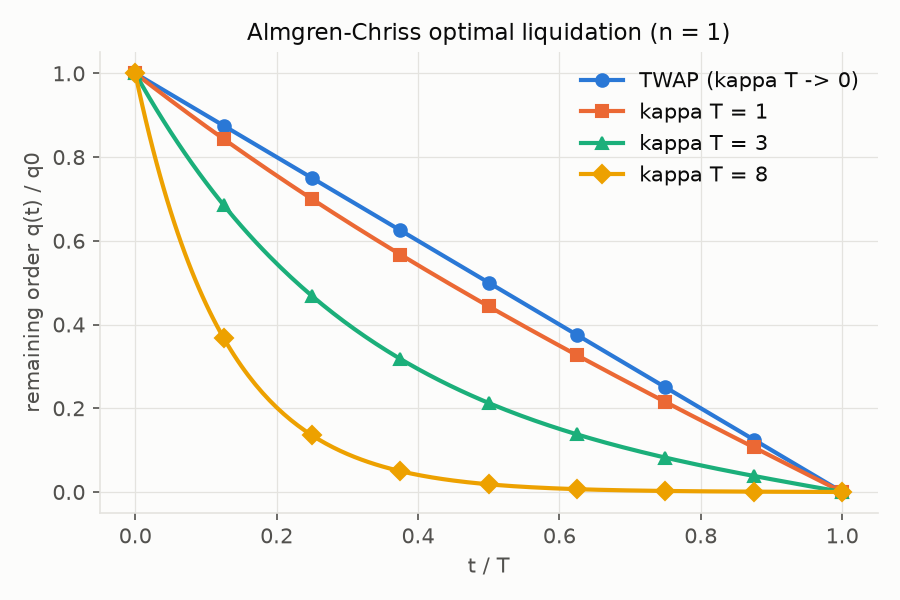 Almgren-Chriss optimal liquidation (n = 1)
TWAP (kappa T -> 0)
kappa T = 1
kappa T = 3
kappa T = 8
remaining order q(t) / q0
1.0
0.8
0.6
0.4
0.2
0.0
0.0 0.2 0.4 0.6 0.8 1.0
t / T